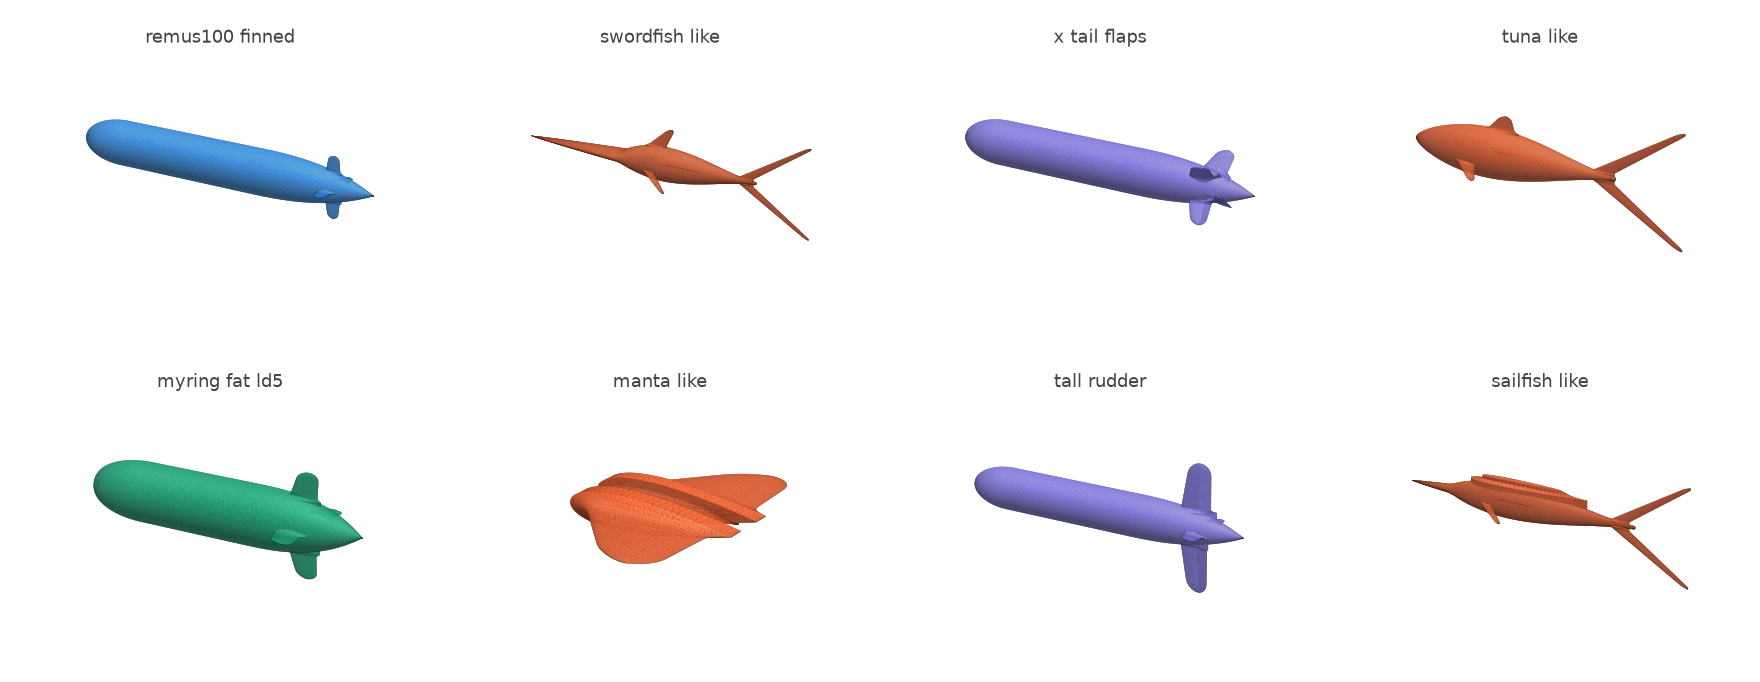 remus100 finned
swordfish like
x tail flaps
tuna like
myring fat ld5
manta like
tall rudder
sailfish like